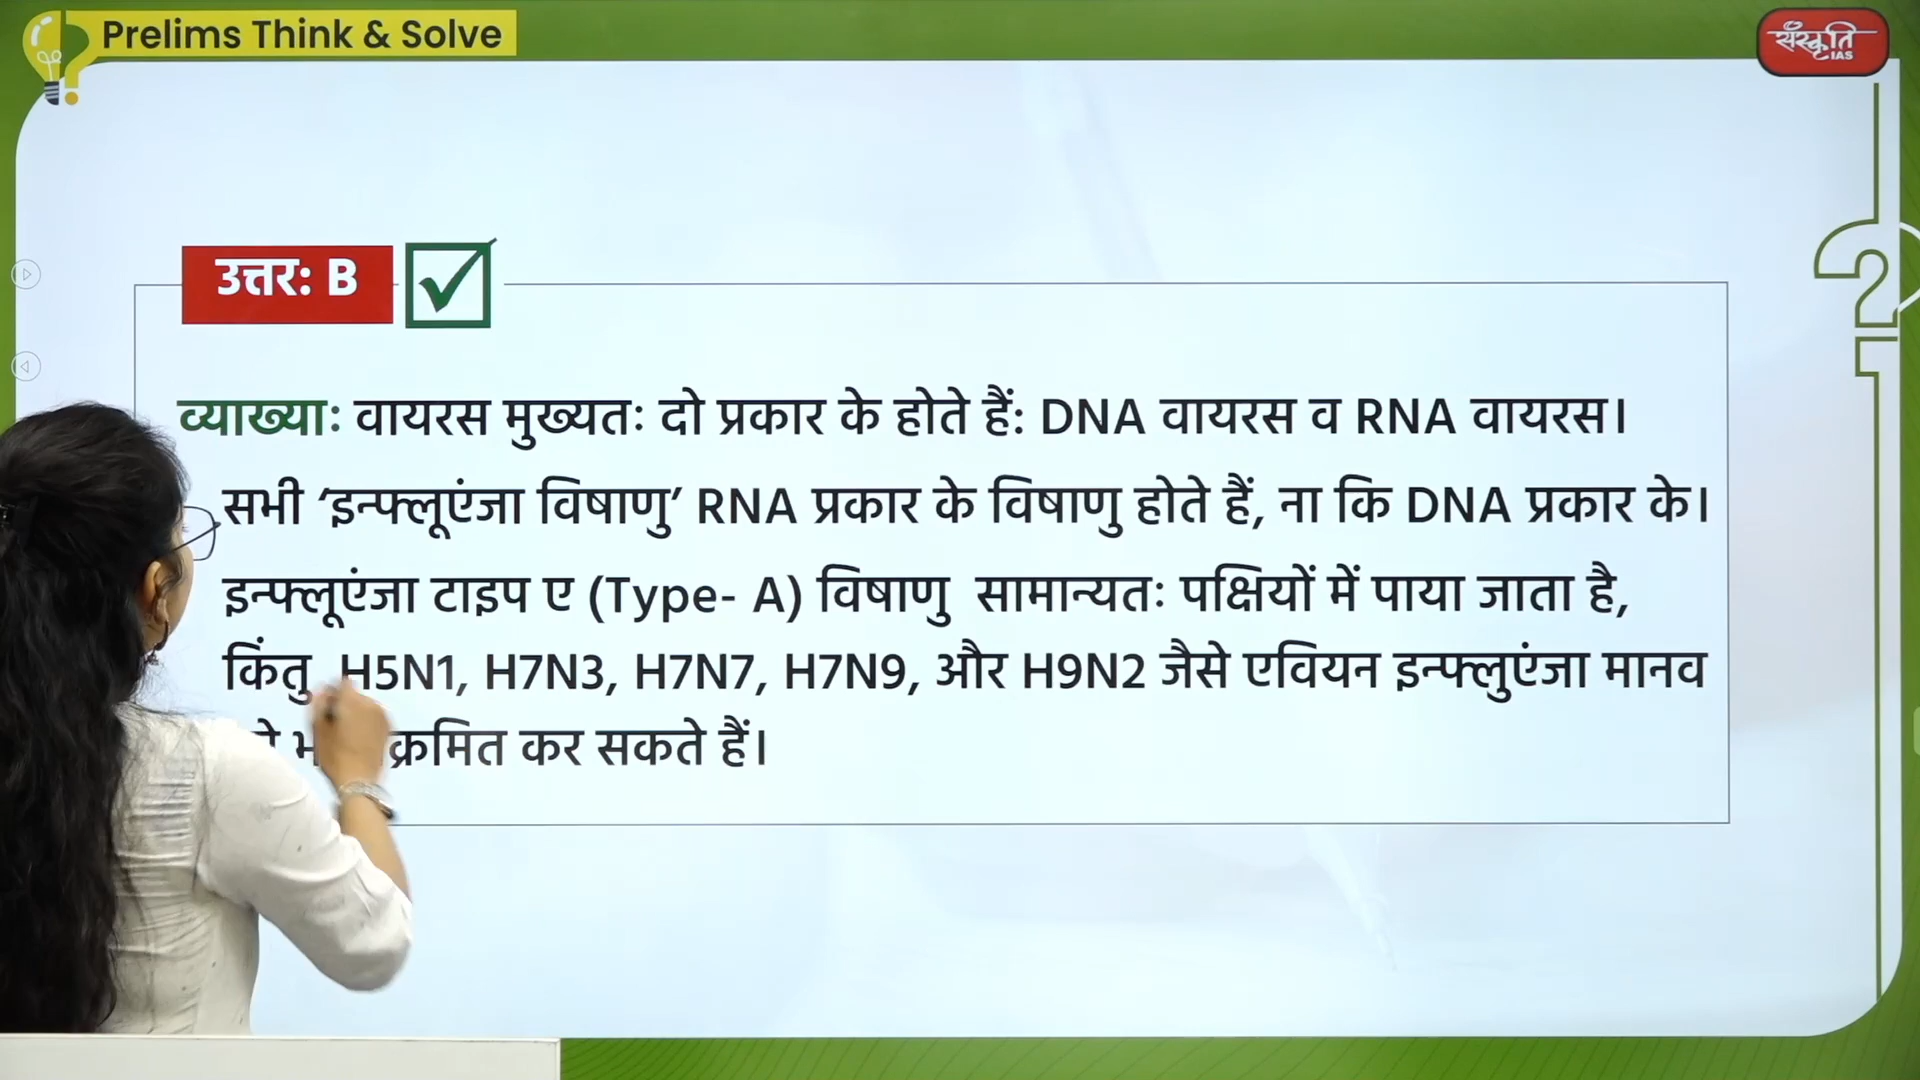 Prelims Think & Solve
संस्कृति
IAS
उत्तर: B
व्याख्या: वायरस मुख्यतः दो प्रकार के होते हैं: DNA वायरस व RNA वायरस।
सभी ‘इन्फ्लूएंजा विषाणु’ RNA प्रकार के विषाणु होते हैं, ना कि DNA प्रकार के।
इन्फ्लूएंजा टाइप ए (Type- A) विषाणु सामान्यतः पक्षियों में पाया जाता है,
किंतु H5N1, H7N3, H7N7, H7N9, और H9N2 जैसे एवियन इन्फ्लुएंजा मानव
कर सकते हैं।